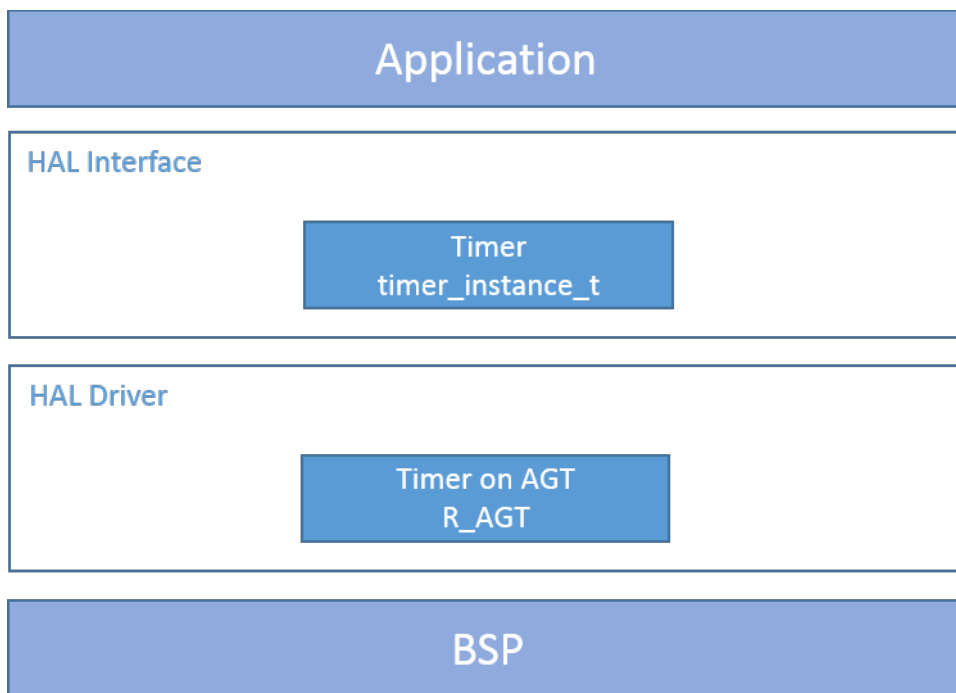 Application
HAL Interface
Timer
timer_instance_t
HAL Driver
Timer on AGT
R_AGT
BSP